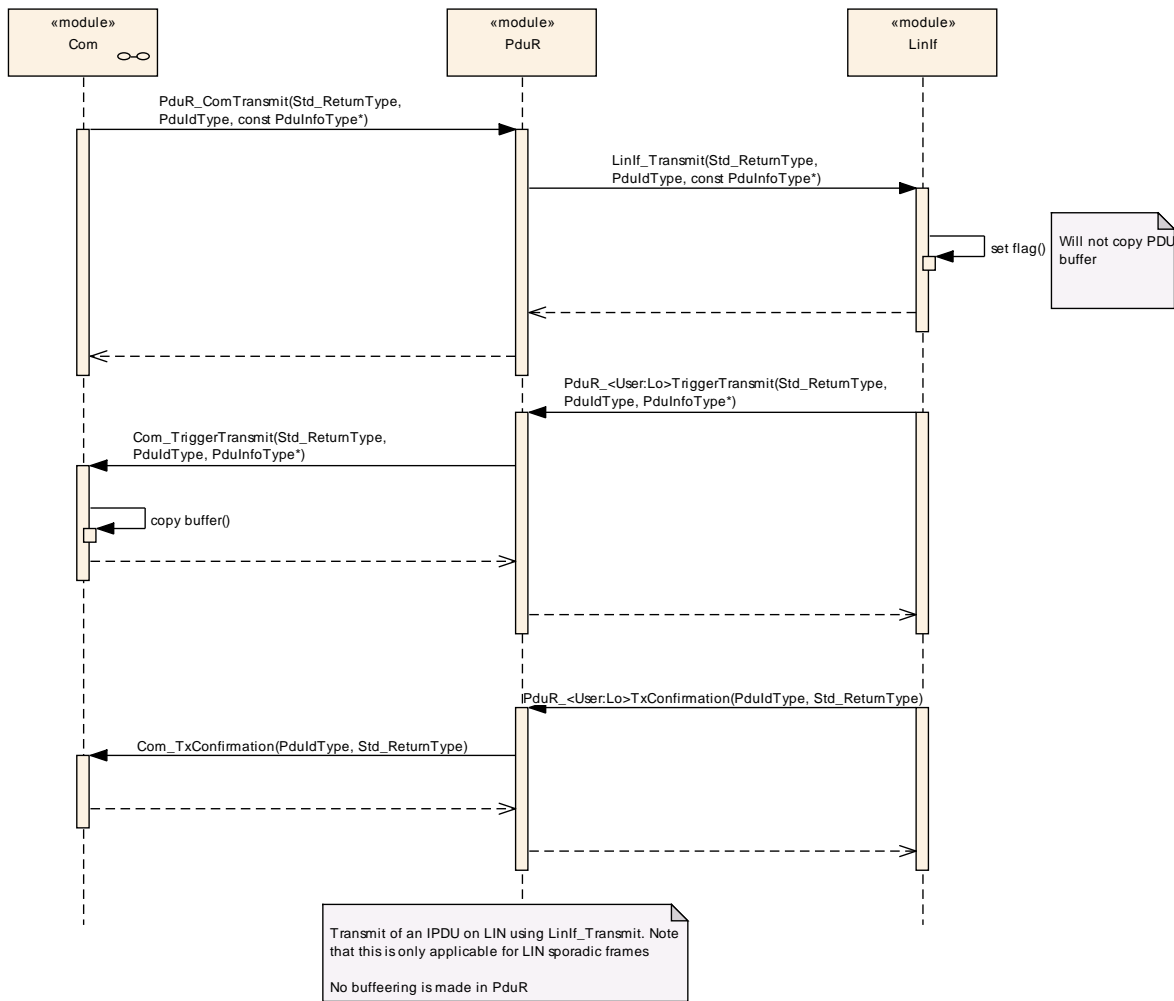 «module»
Com
«module»
PduR
«module»
LinIf
PduR_ComTransmit(Std_ReturnType,
PduIdType, const PduInfoType*)
LinIf_Transmit(Std_ReturnType,
PduIdType, const PduInfoType*)
set flag()
Will not copy PDU
buffer
PduR_<User:Lo>TriggerTransmit(Std_ReturnType,
PduIdType, PduInfoType*)
Com_TriggerTransmit(Std_ReturnType,
PduIdType, PduInfoType*)
copy buffer()
PduR_<User:Lo>TxConfirmation(PduIdType, Std_ReturnType)
Com_TxConfirmation(PduIdType, Std_ReturnType)
Transmit of an IPDU on LIN using LinIf_Transmit. Note
that this is only applicable for LIN sporadic frames
No buffeering is made in PduR